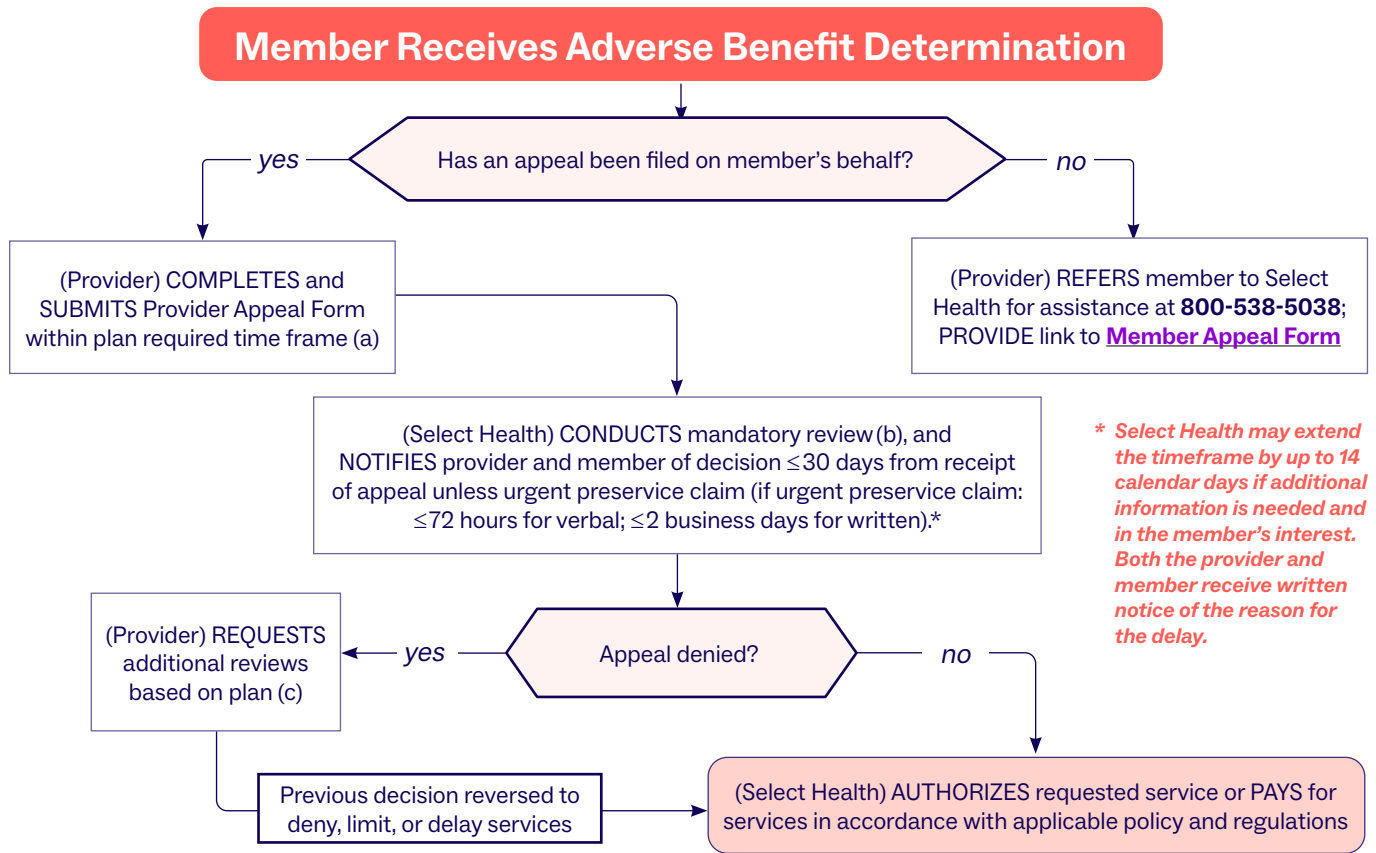 Member Receives Adverse Benefit Determination
Has an appeal been filed on member’s behalf?
yes
no
(Provider) COMPLETES and
SUBMITS Provider Appeal Form
within plan required time frame (a)
(Provider) REFERS member to Select
Health for assistance at 800-538-5038;
PROVIDE link to Member Appeal Form
(Select Health) CONDUCTS mandatory review (b), and
NOTIFIES provider and member of decision ≤30 days from receipt
of appeal unless urgent preservice claim (if urgent preservice claim:
≤72 hours for verbal; ≤2 business days for written).*
* Select Health may extend
the timeframe by up to 14
calendar days if additional
information is needed and
in the member’s interest.
Both the provider and
member receive written
notice of the reason for
the delay.
Appeal denied?
yes
no
(Provider) REQUESTS
additional reviews
based on plan (c)
Previous decision reversed to
deny, limit, or delay services
(Select Health) AUTHORIZES requested service or PAYS for
services in accordance with applicable policy and regulations